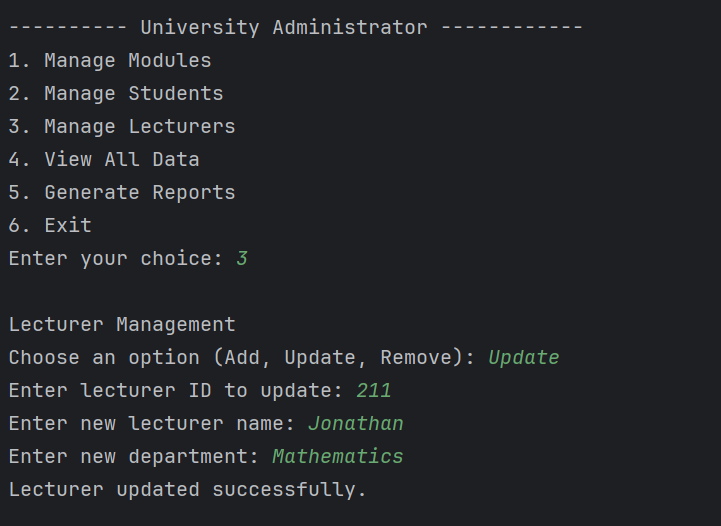 ---------- University Administrator ------------
1. Manage Modules
2. Manage Students
3. Manage Lecturers
4. View All Data
5. Generate Reports
6. Exit
Enter your choice: 3
Lecturer Management
Choose an option (Add, Update, Remove): Update
Enter lecturer ID to update: 211
Enter new lecturer name: Jonathan
Enter new department: Mathematics
Lecturer updated successfully.